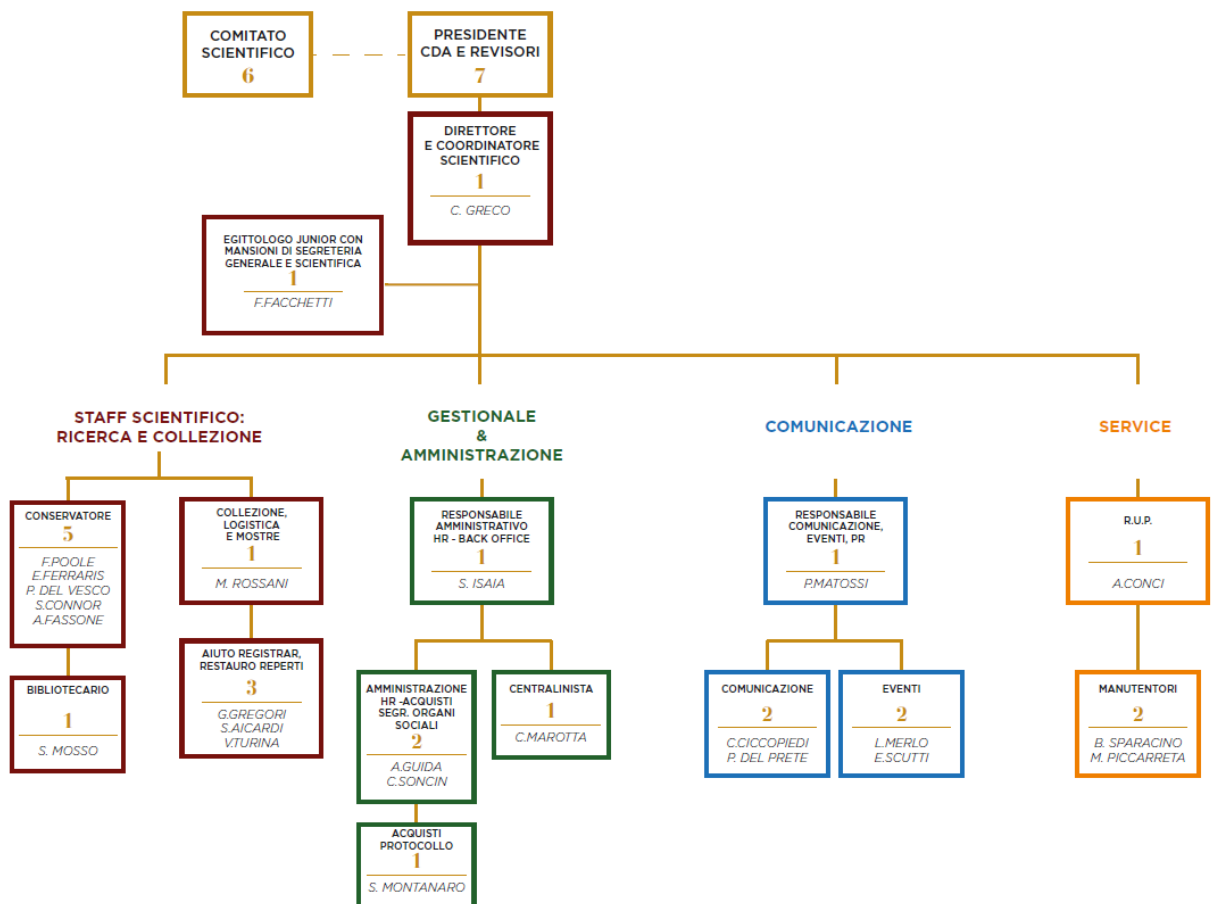 COMITATO
SCIENTIFICO
6
PRESIDENTE
CDA E REVISORI
7
DIRETTORE
E COORDINATORE
SCIENTIFICO
1
C. GRECO
EGITTOLOGO JUNIOR CON
MANSIONI DI SEGRETERIA
GENERALE E SCIENTIFICA
1
F.FACCHETTI
STAFF SCIENTIFICO:
RICERCA E COLLEZIONE
CONSERVATORE
5
F.POOLE
E.FERRARIS
P. DEL VESCO
S.CONNOR
A.FASSONE
BIBLIOTECARIO
1
S. MOSSO
COLLEZIONE,
LOGISTICA
E MOSTRE
1
M. ROSSANI
AIUTO REGISTRAR,
RESTAURO REPERTI
3
G.GREGORI
S.AICARDI
V.TURINA
GESTIONALE
&
AMMINISTRAZIONE
RESPONSABILE
AMMINISTRATIVO
HR - BACK OFFICE
1
S. ISAIA
AMMINISTRAZIONE
HR -ACQUISTI
SEGR. ORGANI
SOCIALI
2
A.GUIDA
C.SONCIN
ACQUISTI
PROTOCOLLO
1
S. MONTANARO
CENTRALINISTA
1
C.MAROTTA
COMUNICAZIONE
RESPONSABILE
COMUNICAZIONE,
EVENTI, PR
1
P.MATOSSI
COMUNICAZIONE
2
C.CICCOPIEDI
P. DEL PRETE
EVENTI
2
L.MERLO
E.SCUTTI
SERVICE
R.U.P.
1
A.CONCI
MANUTENTORI
2
B. SPARACINO
M. PICCARRETA